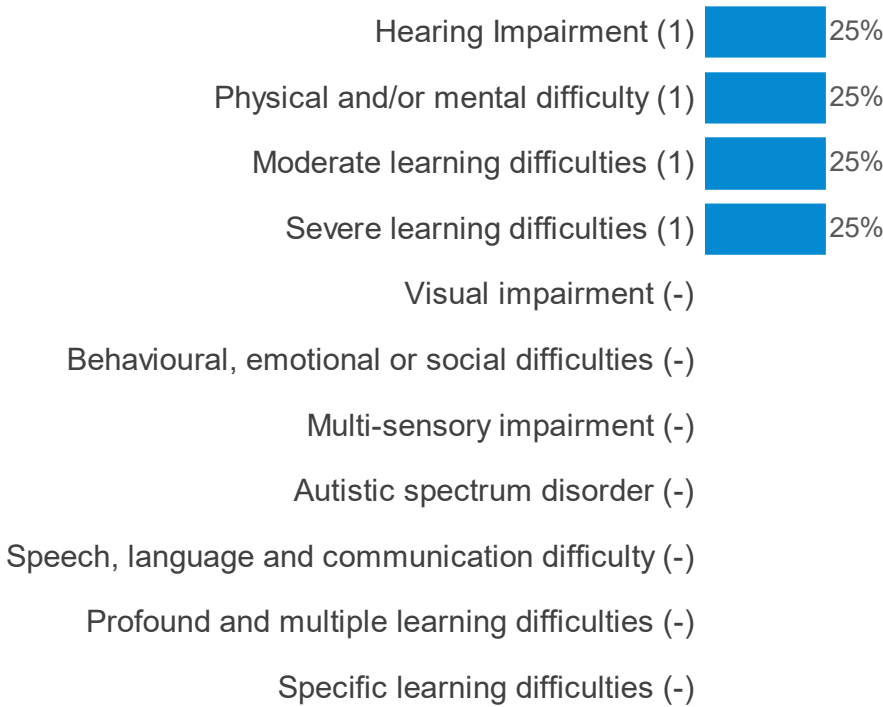 Hearing Impairment (1) 25%
Physical and/or mental difficulty (1) 25%
Moderate learning difficulties (1) 25%
Severe learning difficulties (1) 25%
Visual impairment (-)
Behavioural, emotional or social difficulties (-)
Multi-sensory impairment (-)
Autistic spectrum disorder (-)
Speech, language and communication difficulty (-)
Profound and multiple learning difficulties (-)
Specific learning difficulties (-)